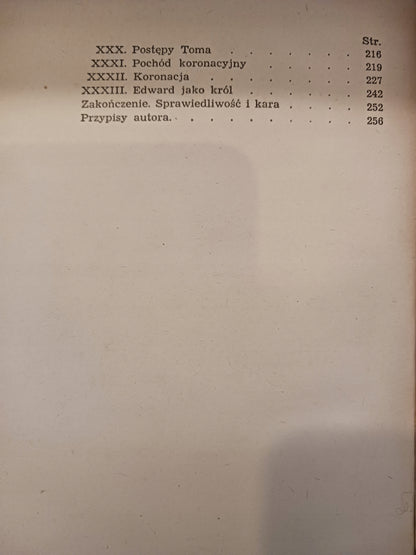 Str.
XXX. Postępy Toma . . . . . . 216
XXXI. Pochód koronacyjny . . . . . 219
XXXII. Koronacja . . . . . . . 227
XXXIII. Edward jako król . . . . . . 242
Zakończenie. Sprawiedliwość i kara . . . . 252
Przypisy autora. . . . . . . . . . 256